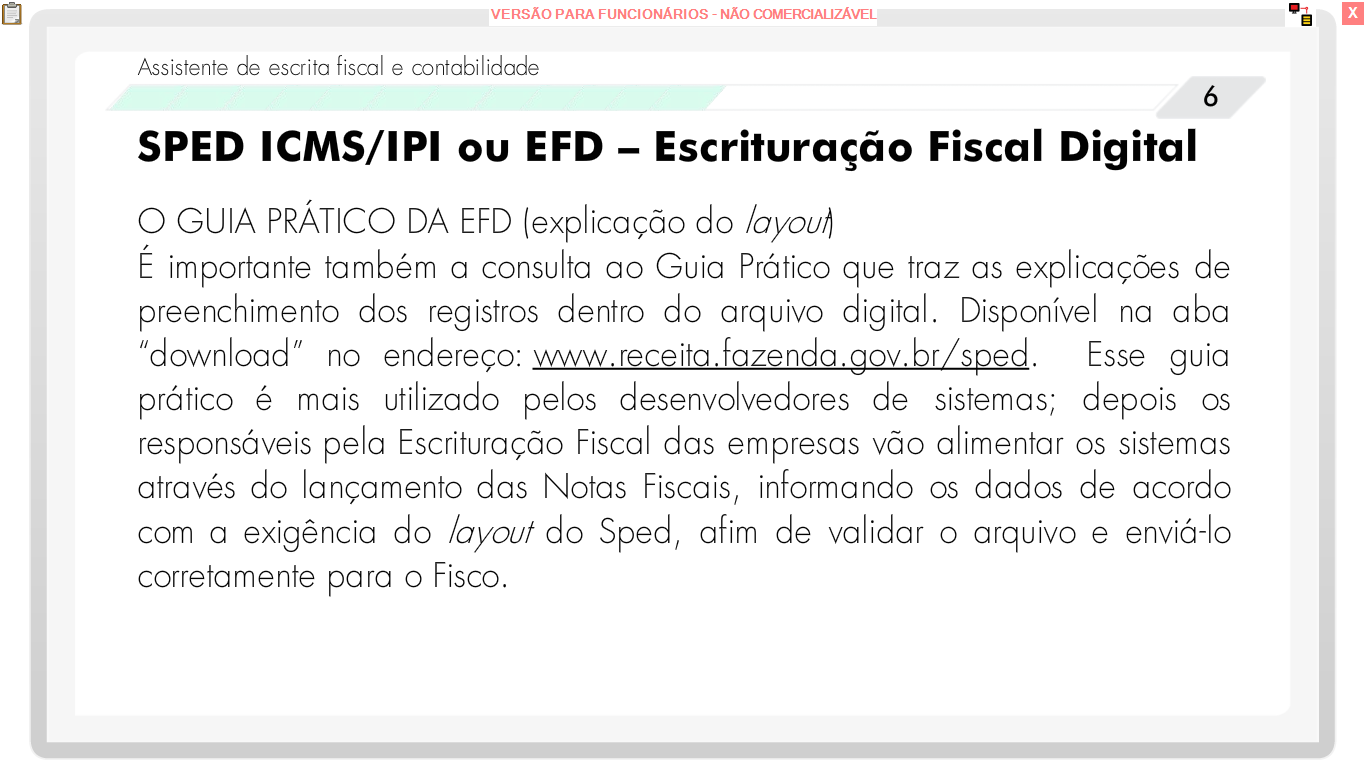 VERSÃO PARA FUNCIONÁRIOS - NÃO COMERCIALIZÁVEL
X
Assistente de escrita fiscal e contabilidade
6
SPED ICMS/IPI ou EFD – Escrituração Fiscal Digital
O GUIA PRÁTICO DA EFD (explicação do layout)
É importante também a consulta ao Guia Prático que traz as explicações de
preenchimento dos registros dentro do arquivo digital. Disponível na aba
“download” no endereço: www.receita.fazenda.gov.br/sped. Esse guia
prático é mais utilizado pelos desenvolvedores de sistemas; depois os
responsáveis pela Escrituração Fiscal das empresas vão alimentar os sistemas
através do lançamento das Notas Fiscais, informando os dados de acordo
com a exigência do layout do Sped, afim de validar o arquivo e enviá-lo
corretamente para o Fisco.